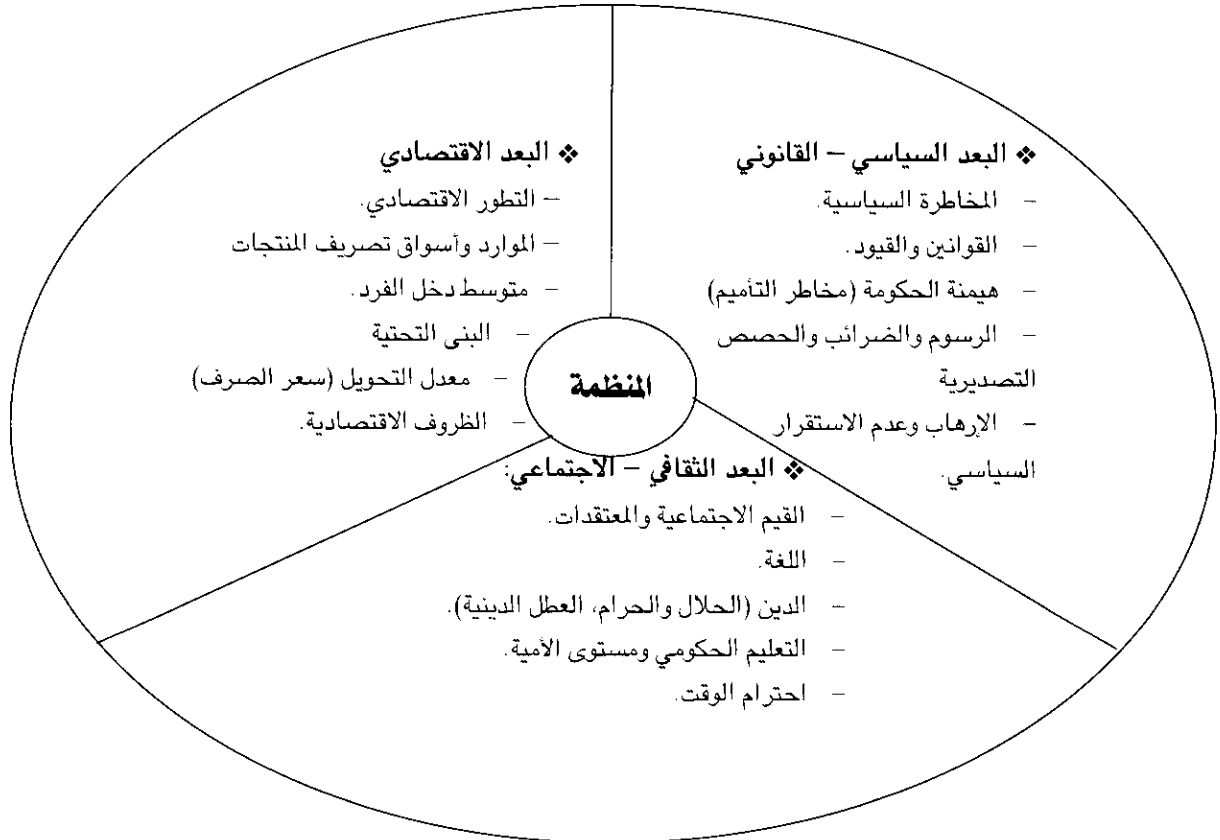 ❖ البعد السياسي – القانوني
– المخاطرة السياسية.
– القوانين والقيود.
– هيمنة الحكومة (مخاطر التأميم)
– الرسوم والضرائب والحصص
التصديرية
– الإرهاب وعدم الاستقرار
السياسي.
❖ البعد الاقتصادي
– التطور الاقتصادي.
– الموارد وأسواق تصريف المنتجات
– متوسط دخل الفرد.
– البنى التحتية
– معدل التحويل (سعر الصرف)
– الظروف الاقتصادية.
المنظمة
❖ البعد الثقافي – الاجتماعي:
– القيم الاجتماعية والمعتقدات.
– اللغة.
– الدين (الحلال والحرام، العطل الدينية).
– التعليم الحكومي ومستوى الأمية.
– احترام الوقت.